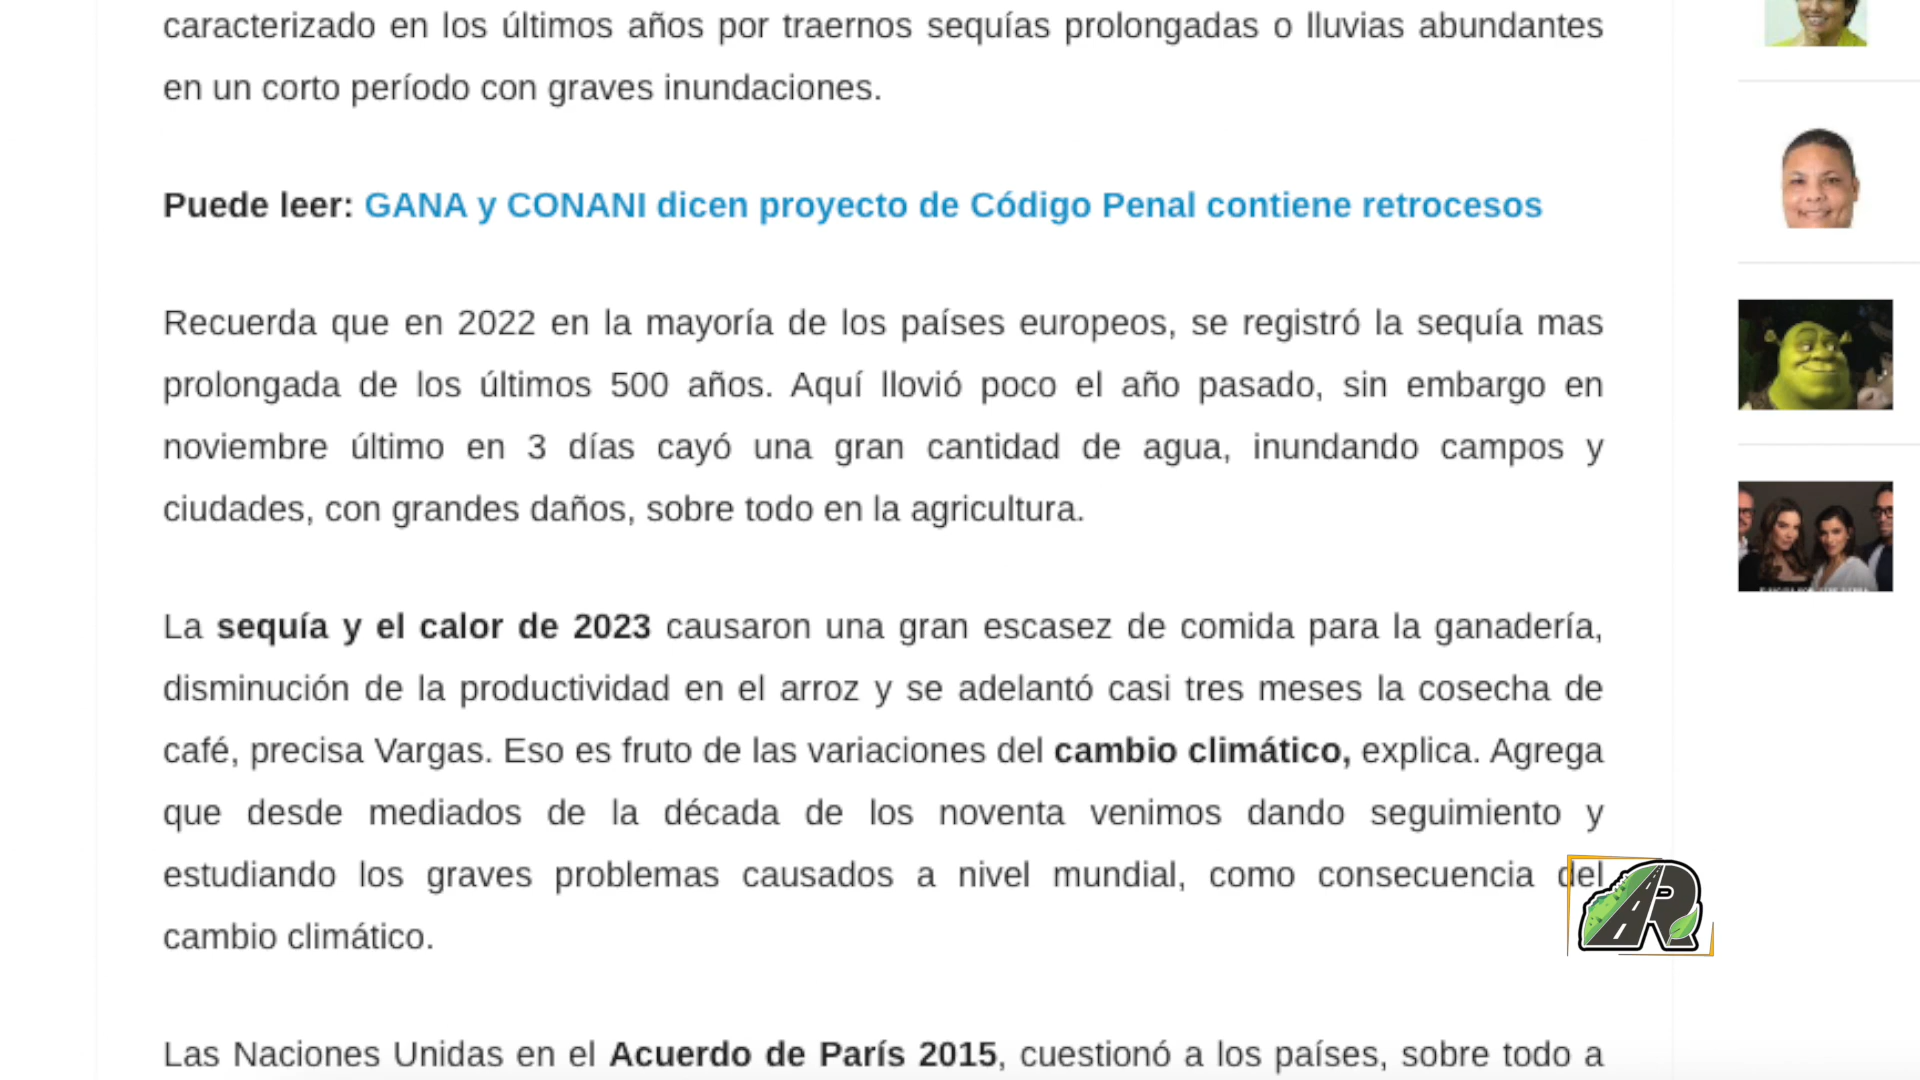 caracterizado en los últimos años por traernos sequías prolongadas o lluvias abundantes
en un corto período con graves inundaciones.
Puede leer: GANA y CONANI dicen proyecto de Código Penal contiene retrocesos
Recuerda que en 2022 en la mayoría de los países europeos, se registró la sequía mas
prolongada de los últimos 500 años. Aquí llovió poco el año pasado, sin embargo en
noviembre último en 3 días cayó una gran cantidad de agua, inundando campos y
ciudades, con grandes daños, sobre todo en la agricultura.
La sequía y el calor de 2023 causaron una gran escasez de comida para la ganadería,
disminución de la productividad en el arroz y se adelantó casi tres meses la cosecha de
café, precisa Vargas. Eso es fruto de las variaciones del cambio climático, explica. Agrega
que desde mediados de la década de los noventa venimos dando seguimiento y
estudiando los graves problemas causados a nivel mundial, como consecuencia del
cambio climático.
Las Naciones Unidas en el Acuerdo de París 2015, cuestionó a los países, sobre todo a